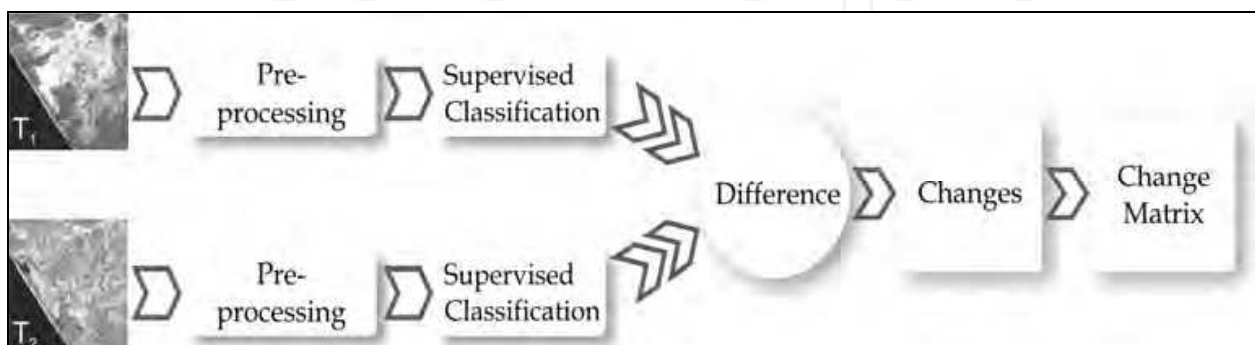 T1
Pre-
processing
Supervised
Classification
Difference
Changes
Change
Matrix
T2
Pre-
processing
Supervised
Classification